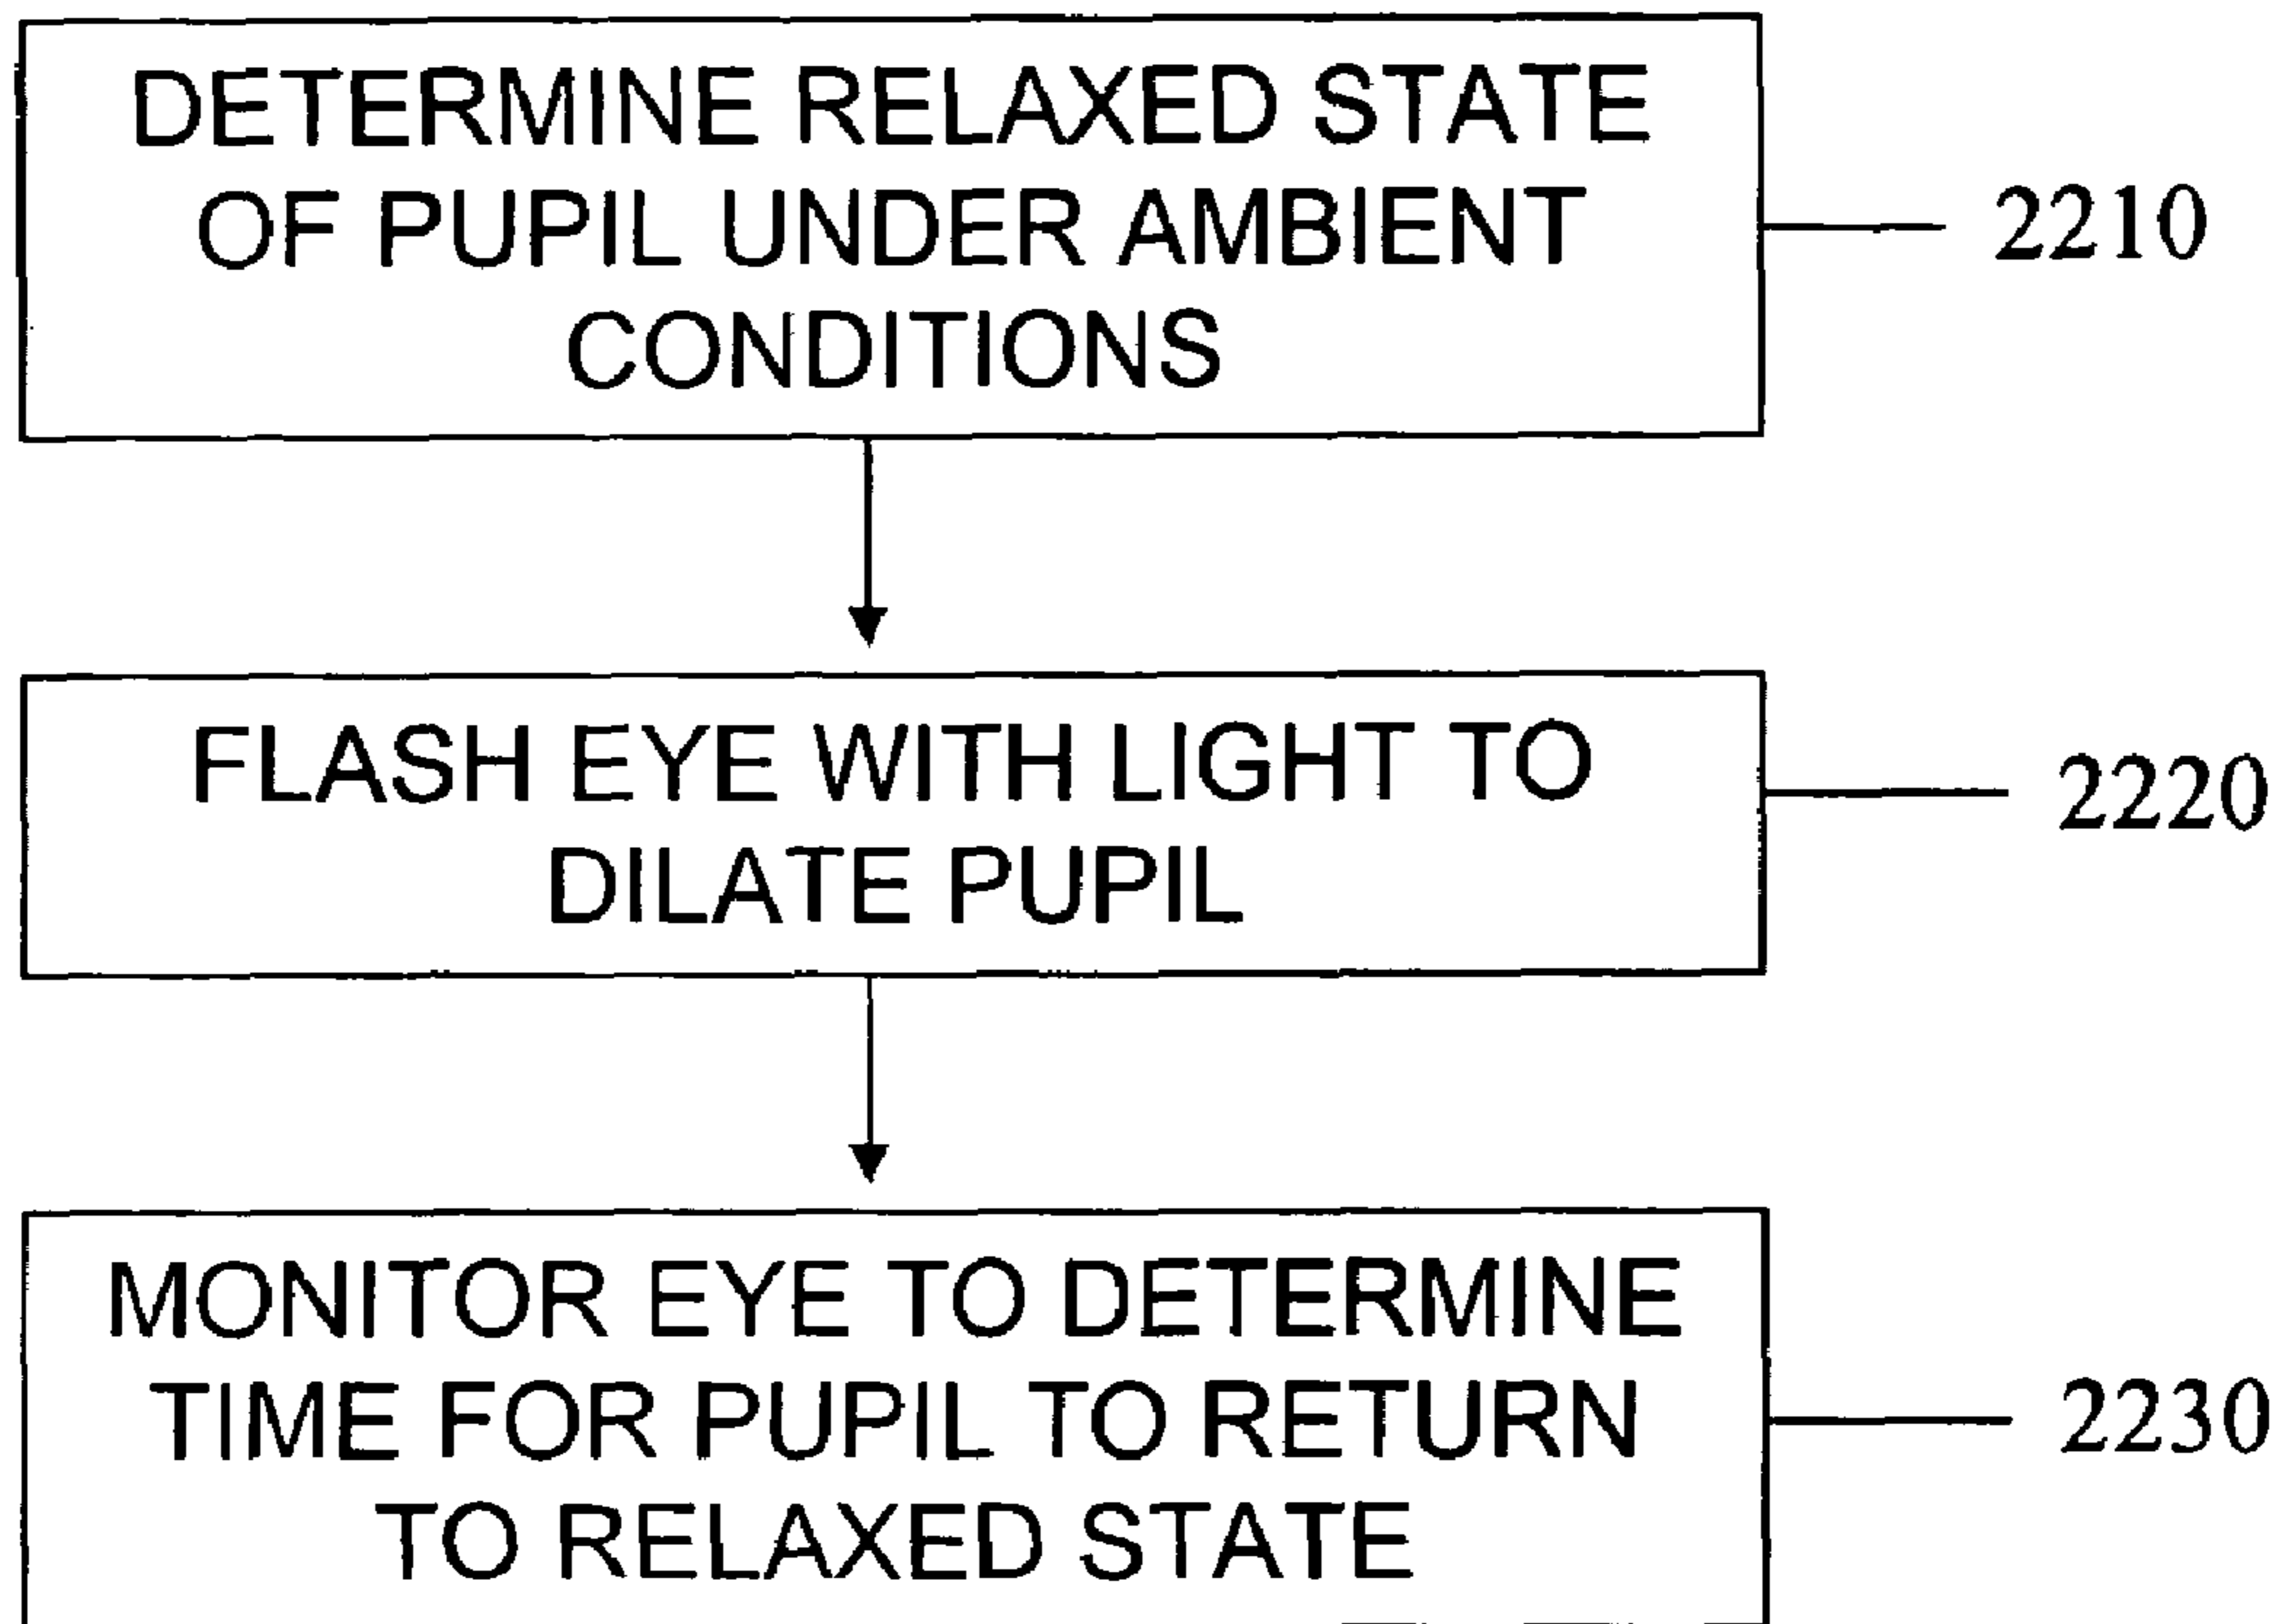 DETERMINE RELAXED STATE
OF PUPIL UNDER AMBIENT
CONDITIONS
2210
FLASH EYE WITH LIGHT TO
DILATE PUPIL
2220
MONITOR EYE TO DETERMINE
TIME FOR PUPIL TO RETURN
TO RELAXED STATE
2230